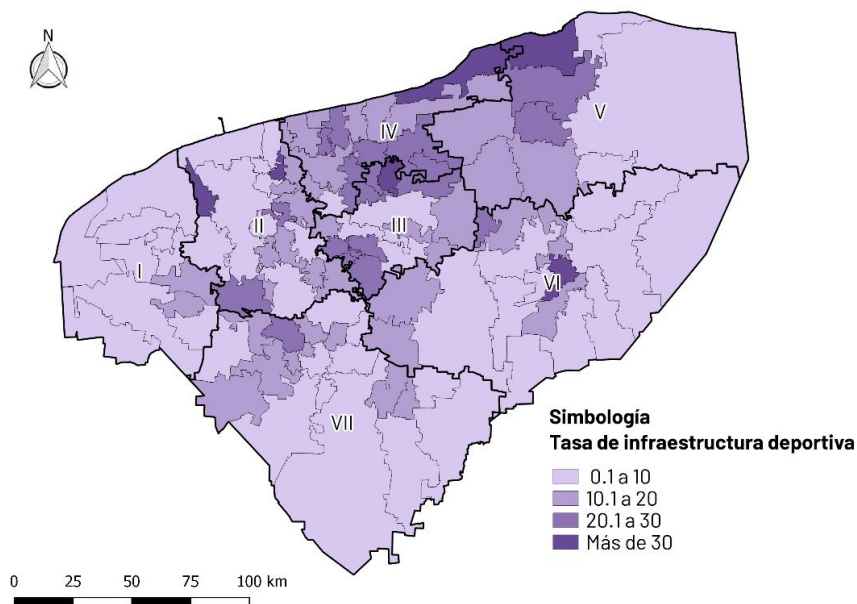 N
IV
V
II
III
I
VI
VII
Simbología
Tasa de infraestructura deportiva
0.1 a 10
10.1 a 20
20.1 a 30
Más de 30
0 25 50 75 100 km